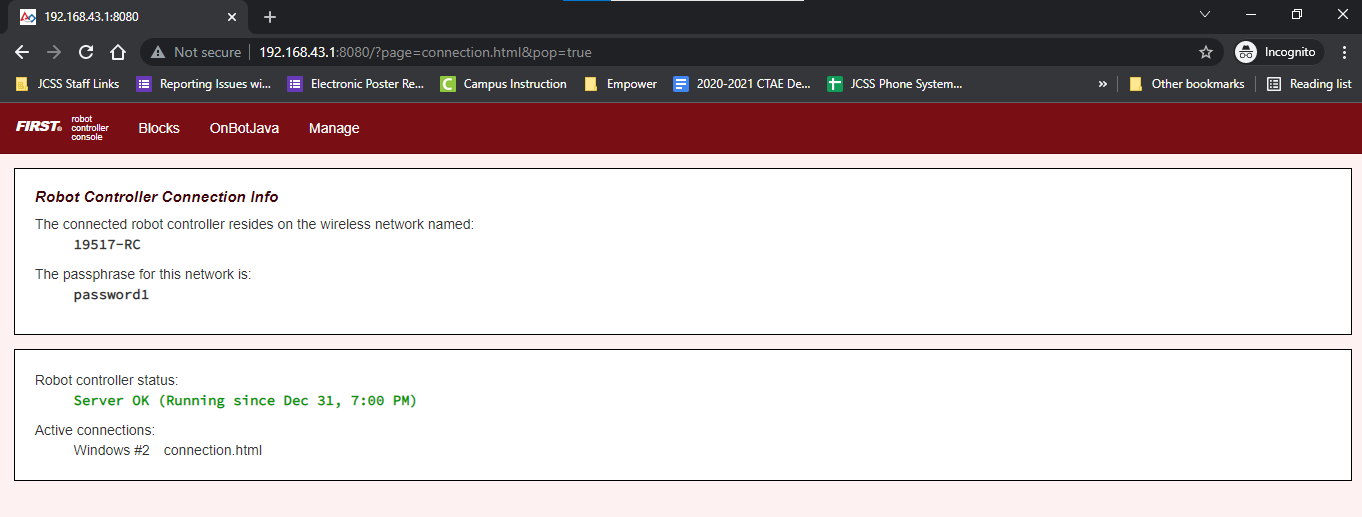 192.168.43.1:8080
Not secure 192.168.43.1:8080/?page=connection.html&pop=true Incognito
JCSS Staff Links Reporting Issues wi... Electronic Poster Re... Campus Instruction Empower 2020-2021 CTAE De... JCSS Phone System... » Other bookmarks Reading list
FIRST® robot controller console Blocks OnBotJava Manage
Robot Controller Connection Info
The connected robot controller resides on the wireless network named:
19517-RC
The passphrase for this network is:
password1
Robot controller status:
Server OK (Running since Dec 31, 7:00 PM)
Active connections:
Windows #2 connection.html